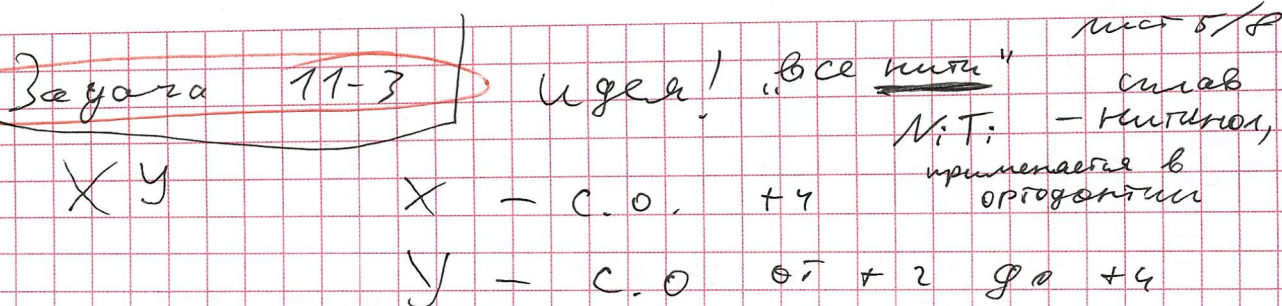 лист 5/8
Задача 11-3 идея! „все нити"
NiTi - сплав нитинол,
применяется в
ортодонтии
XY X - с.о. +4
Y - с.о от +2 до +4